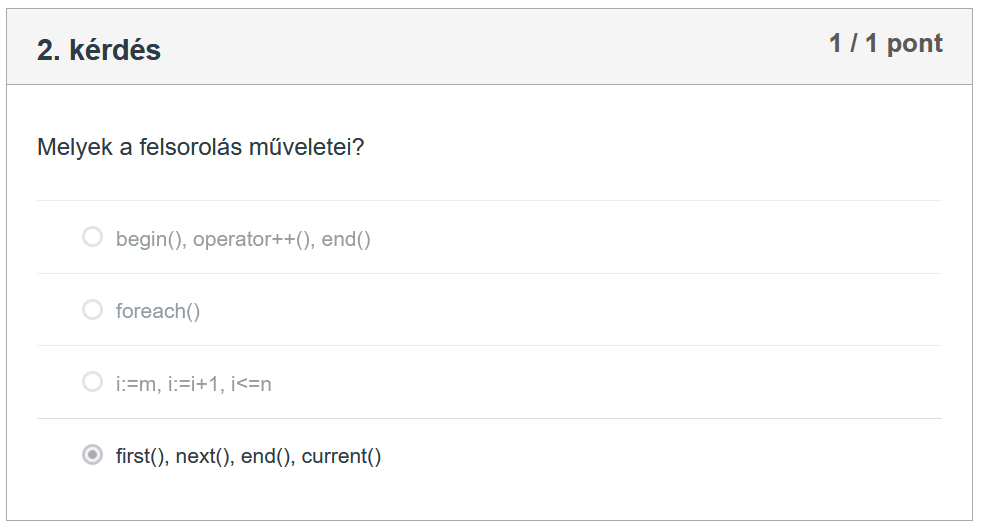 2. kérdés
1 / 1 pont
Melyek a felsorolás műveletei?
begin(), operator++(), end()
foreach()
i:=m, i:=i+1, i<=n
first(), next(), end(), current()